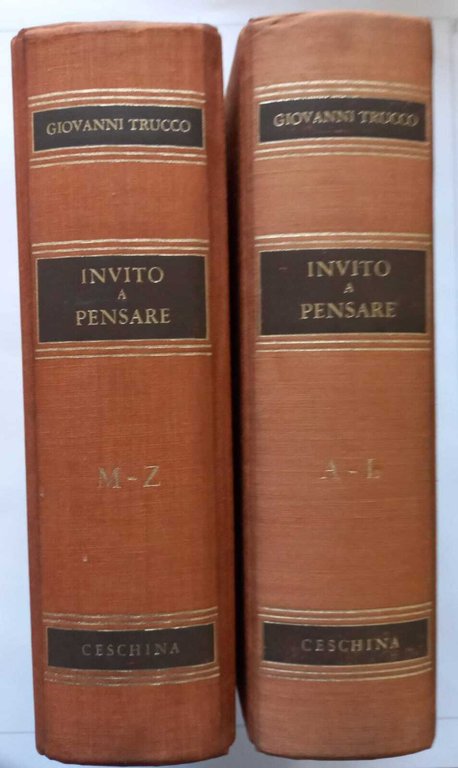 GIOVANNI TRUCCO
INVITO
A
PENSARE
M-Z
CESCHINA
GIOVANNI TRUCCO
INVITO
A
PENSARE
A-L
CESCHINA